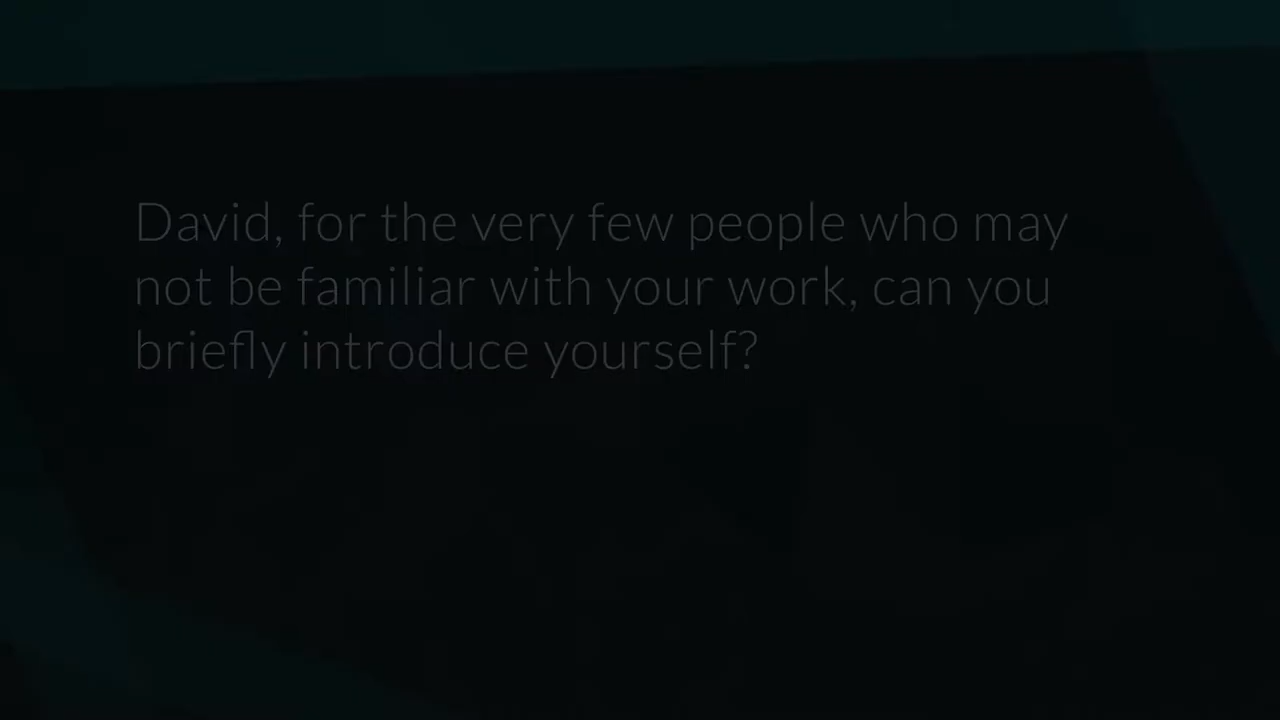 David, for the very few people who may
not be familiar with your work, can you
briefly introduce yourself?